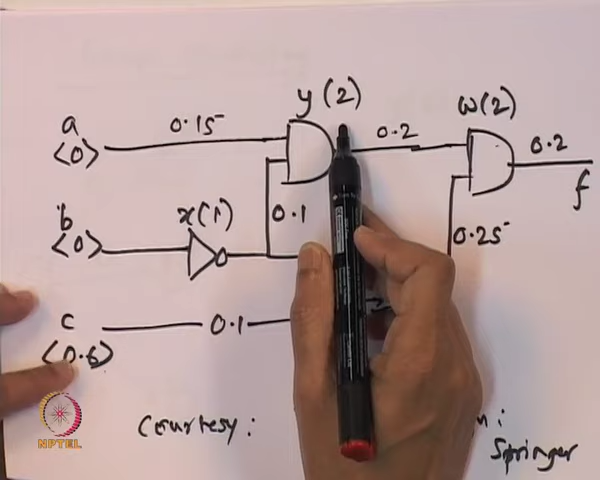 y (2)
w(2)
a
<0>
0.15
0.2
0.2
f
b
<0>
x(1)
0.1
0.25
c
<0.6>
0.1
NPTEL
Courtesy:
:
Springer